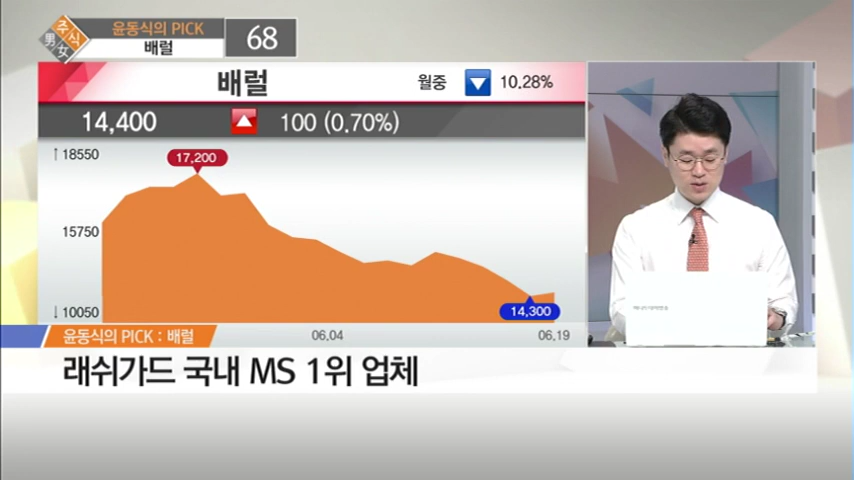 주식
男女
윤동식의 PICK
배럴
68
배럴
월중 ▼ 10.28%
14,400 ▲ 100 (0.70%)
↑18550
17,200
15750
↓10050
14,300
06.04
06.19
윤동식의 PICK : 배럴
래쉬가드 국내 MS 1위 업체